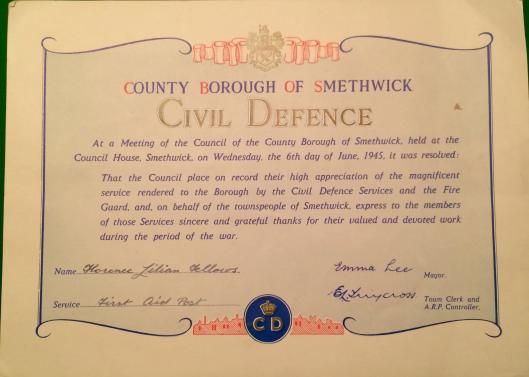 COUNTY BOROUGH OF SMETHWICK
CIVIL DEFENCE
At a Meeting of the Council of the County Borough of Smethwick, held at the
Council House, Smethwick, on Wednesday, the 6th day of June, 1945, it was resolved:
That the Council place on record their high appreciation of the magnificent
service rendered to the Borough by the Civil Defence Services and the Fire
Guard, and, on behalf of the townspeople of Smethwick, express to the members
of those Services sincere and grateful thanks for their valued and devoted work
during the period of the war.
Name Florence Lilian Fellows. Emma Lee Mayor.
Service First Aid Post Twycross Town Clerk and
A.R.P. Controller.
CD